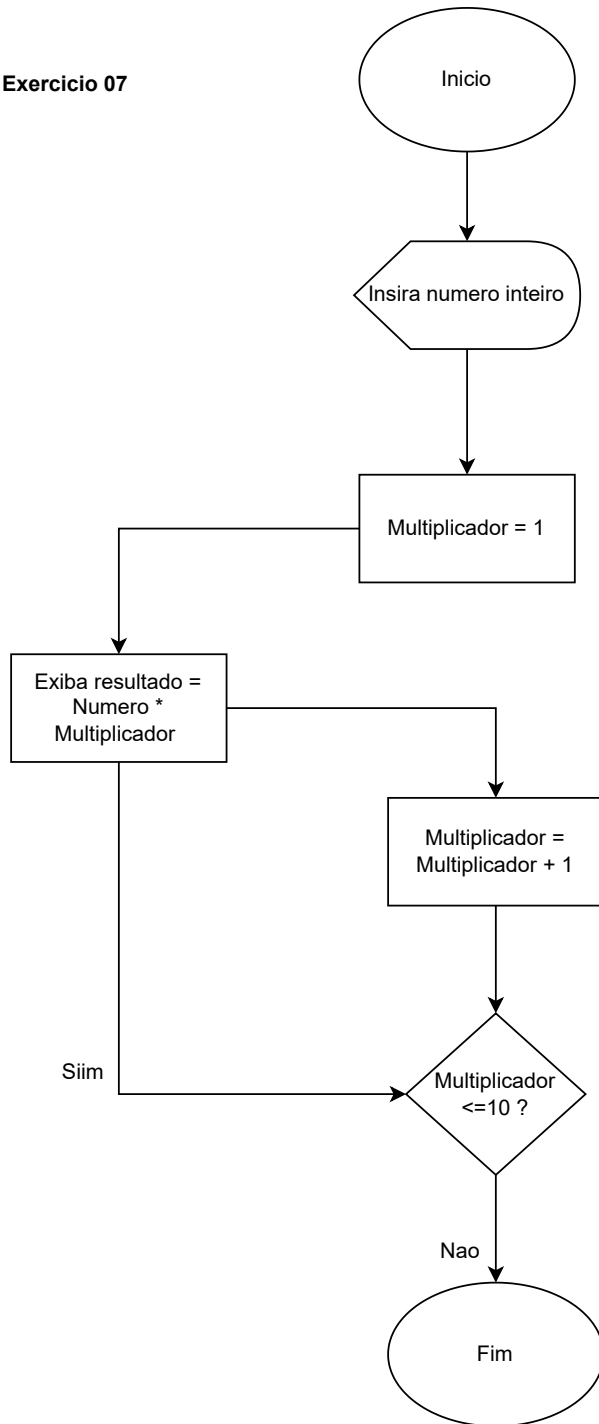 Exercicio 07
Inicio
Insira numero inteiro
Multiplicador = 1
Exiba resultado =
Numero *
Multiplicador
Multiplicador =
Multiplicador + 1
Siim
Multiplicador
<=10 ?
Nao
Fim